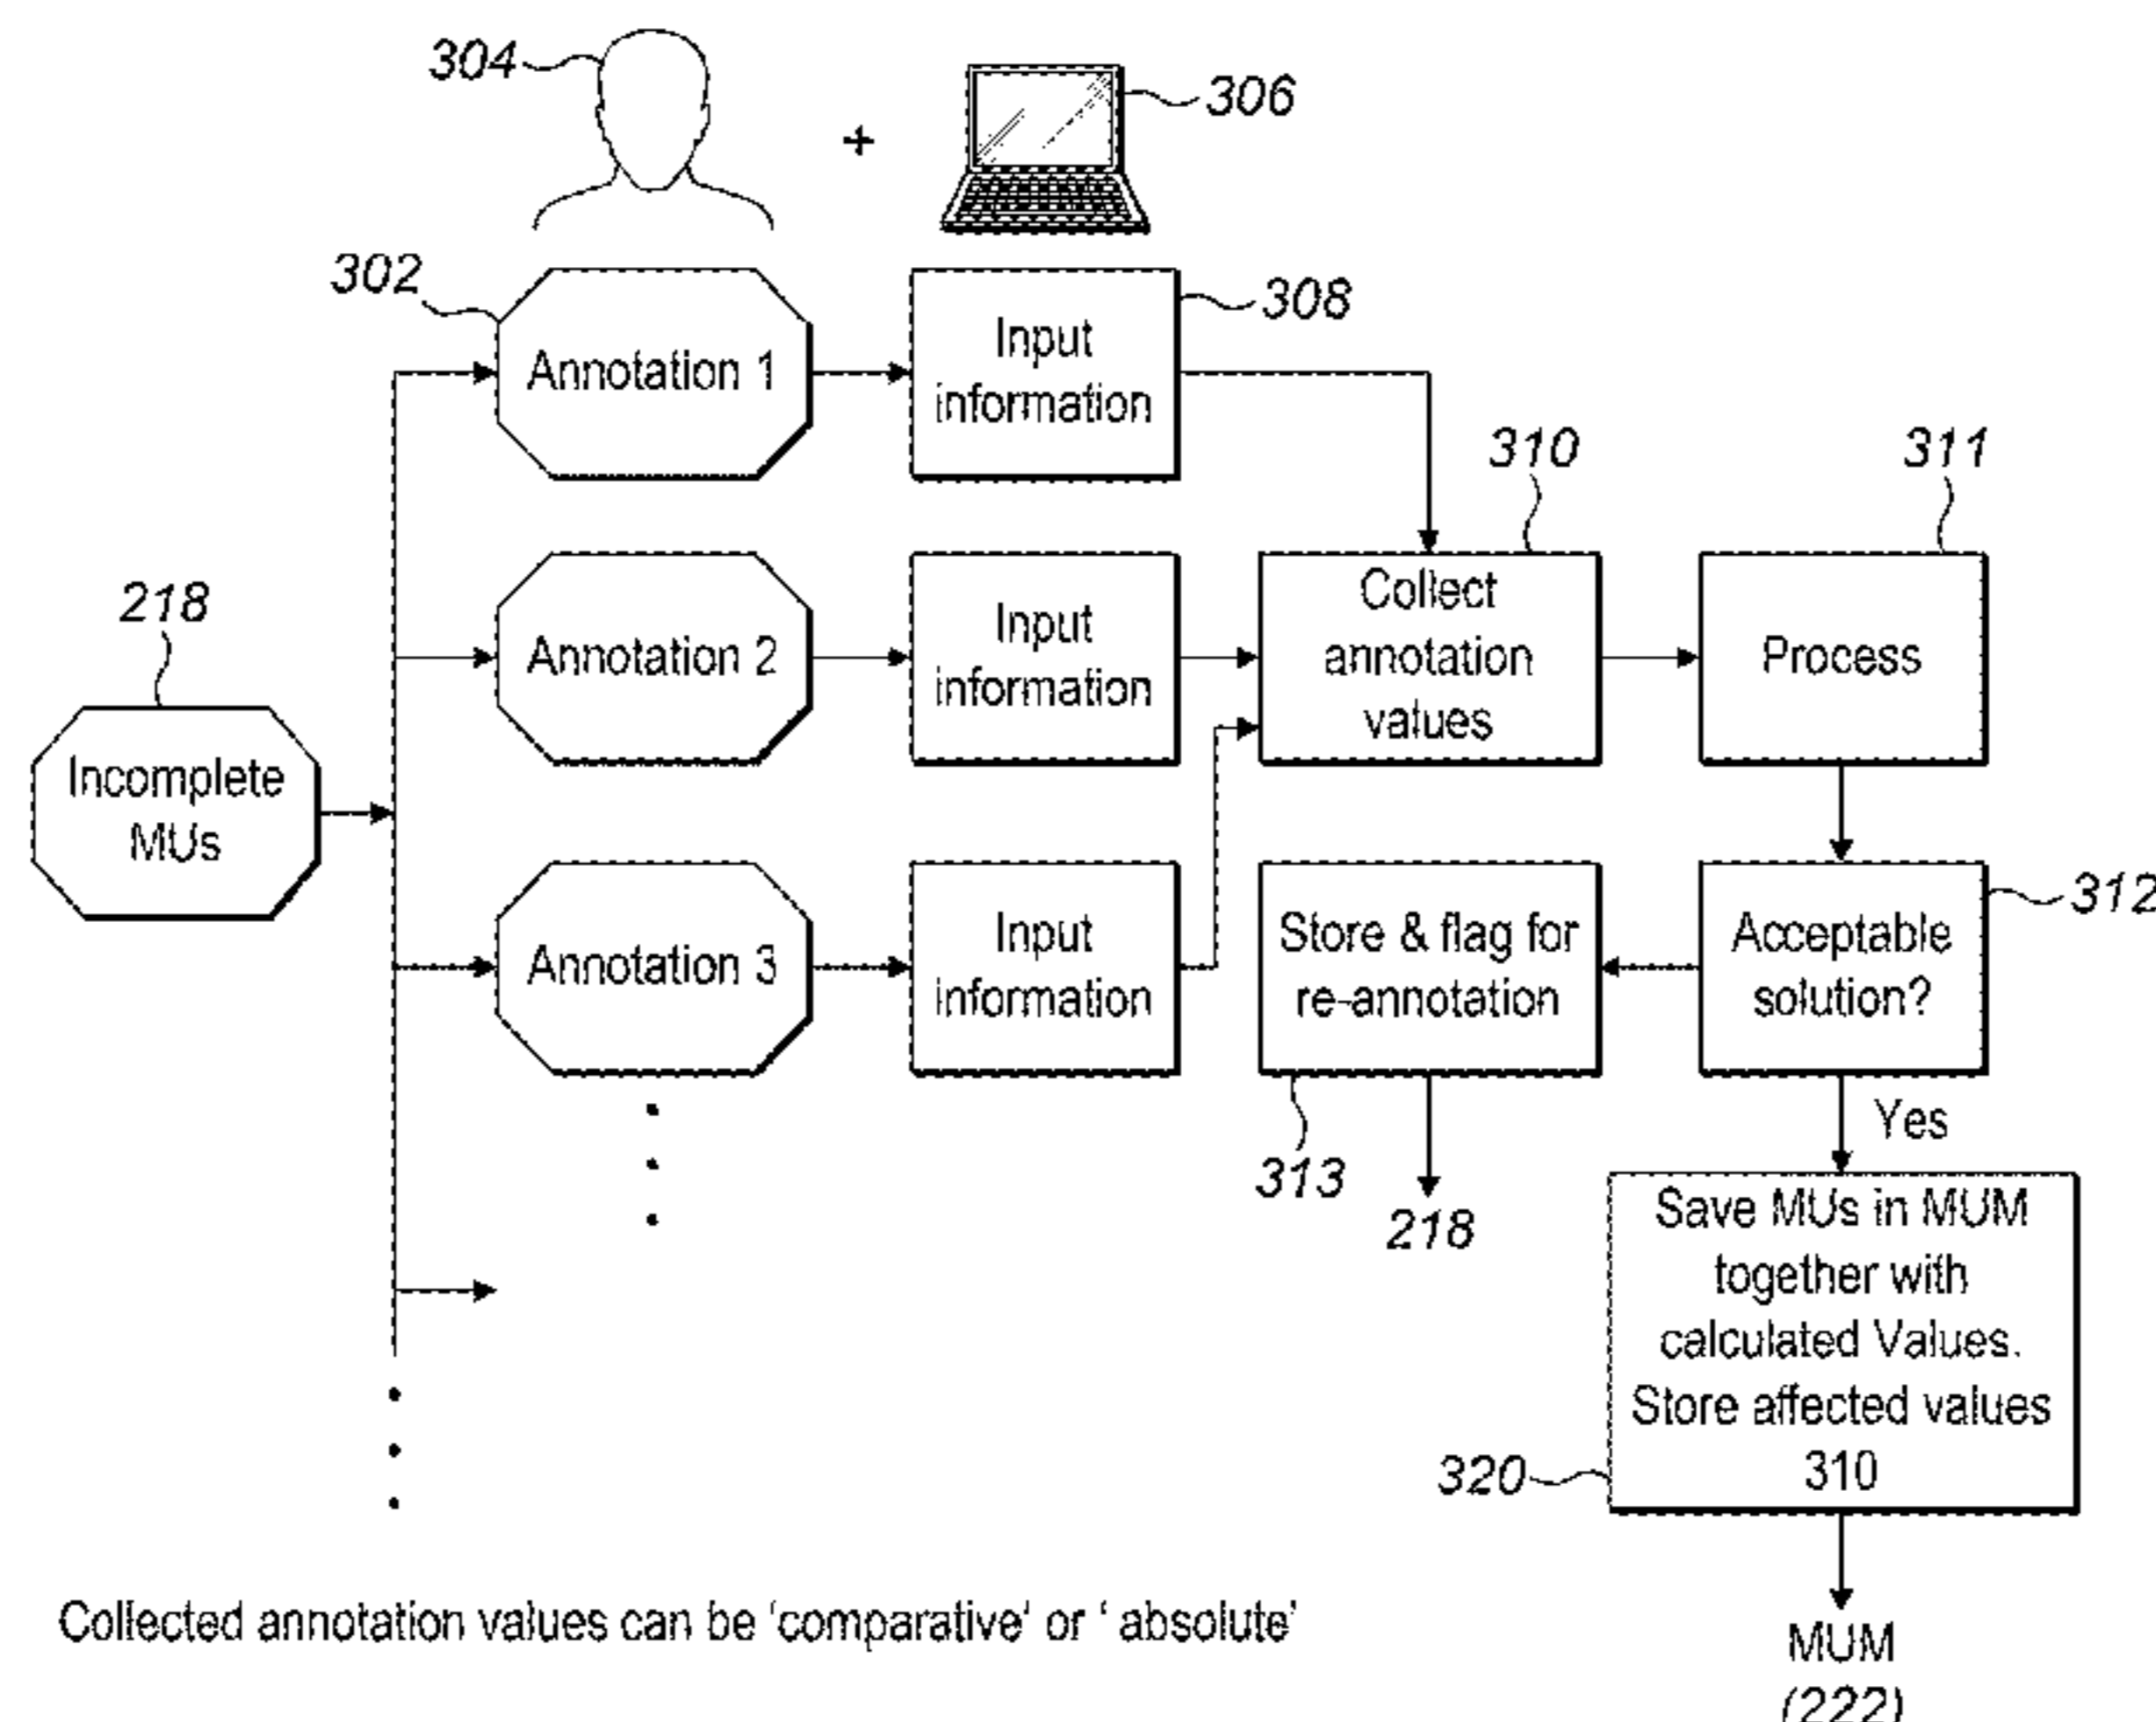 304
+
306
302
308
Annotation 1
Input
information
310
311
218
Annotation 2
Input
information
Collect
annotation
values
Process
Incomplete
MUs
312
Annotation 3
Input
information
Store & flag for
re-annotation
Acceptable
solution?
Yes
313
218
Save MUs in MUM
together with
calculated Values.
Store affected values
310
320
Collected annotation values can be 'comparative' or ' absolute'
MUM
(222)